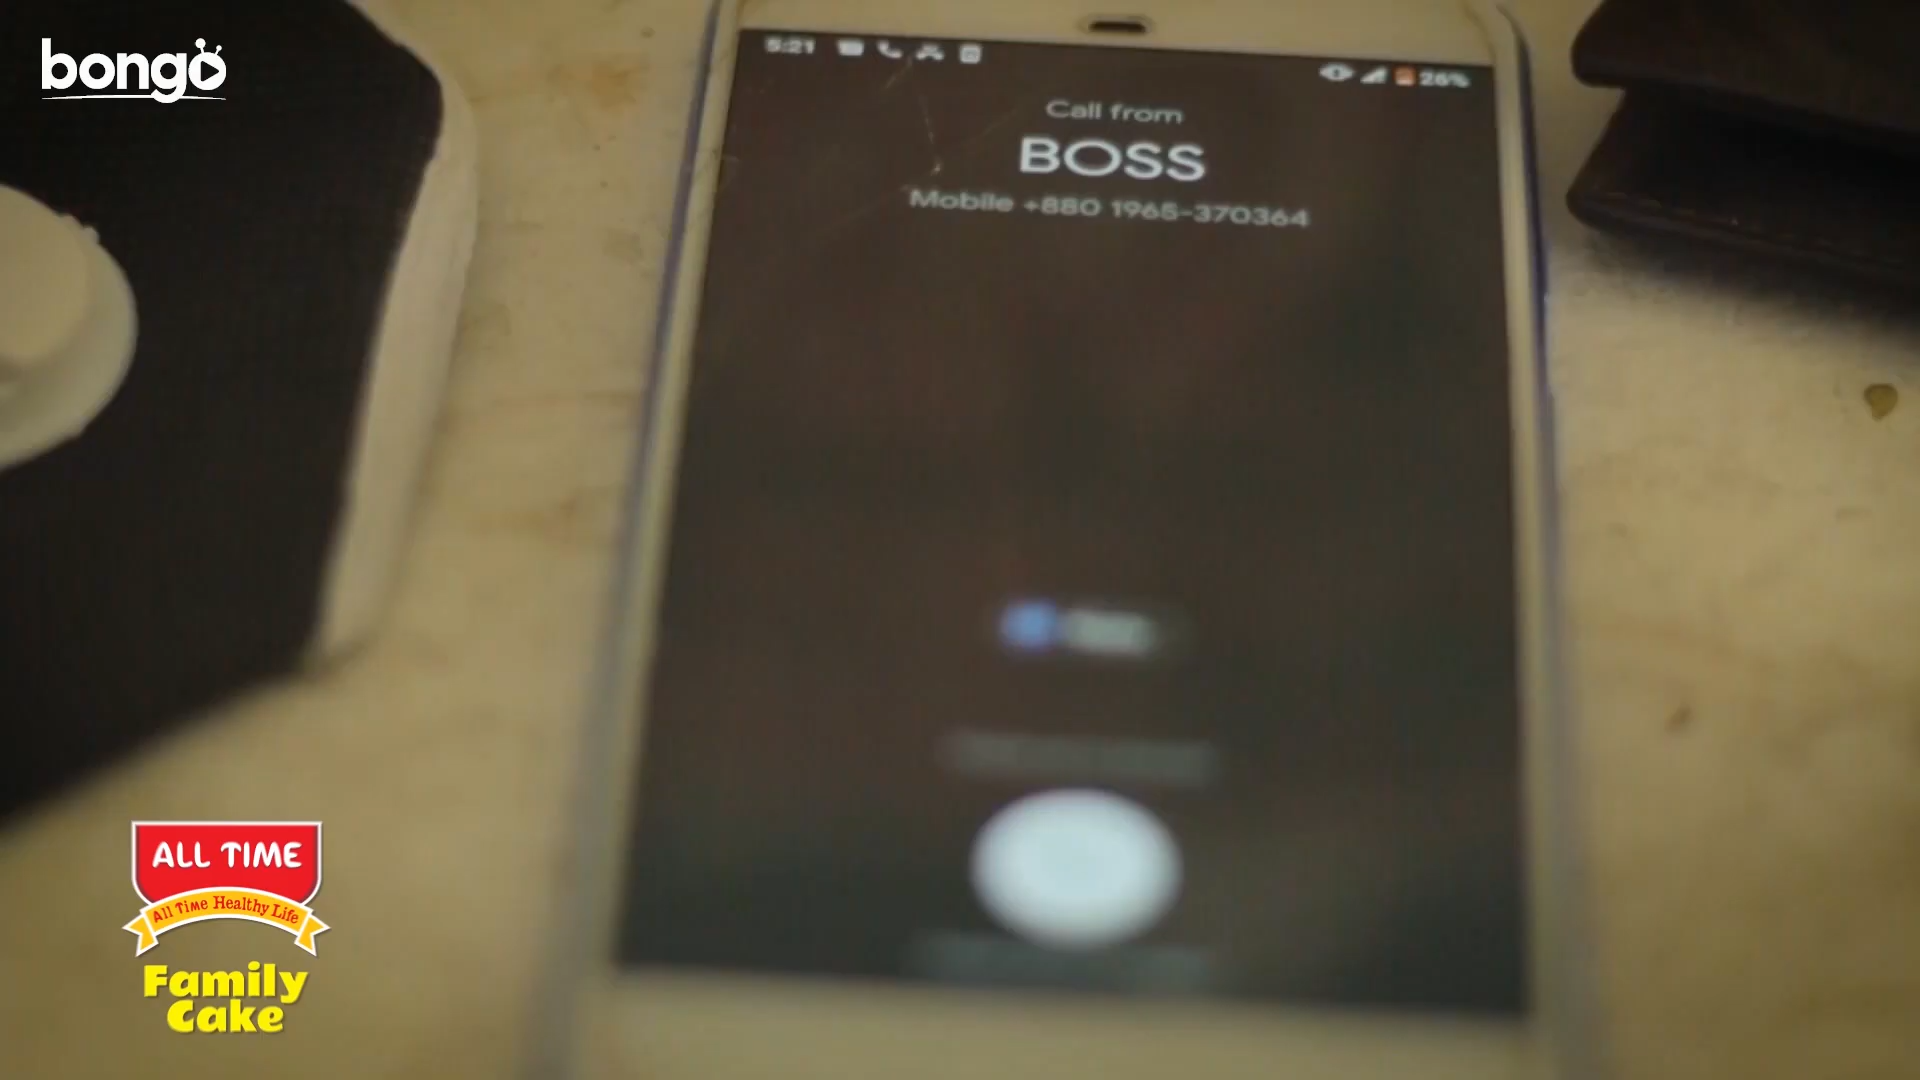 bongo
5:21
26%
Call from
BOSS
Mobile +880 1965-370364
ALL TIME
All Time Healthy Life
Family
Cake